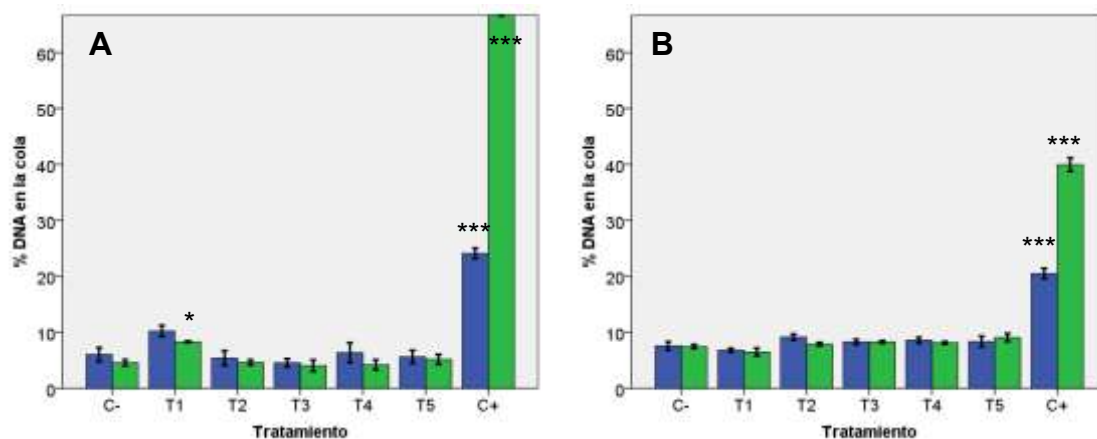 A
% DNA en la cola
60
50
40
30
20
10
0
***
***
*
C- T1 T2 T3 T4 T5 C+
Tratamiento
B
% DNA en la cola
60
50
40
30
20
10
0
***
***
C- T1 T2 T3 T4 T5 C+
Tratamiento